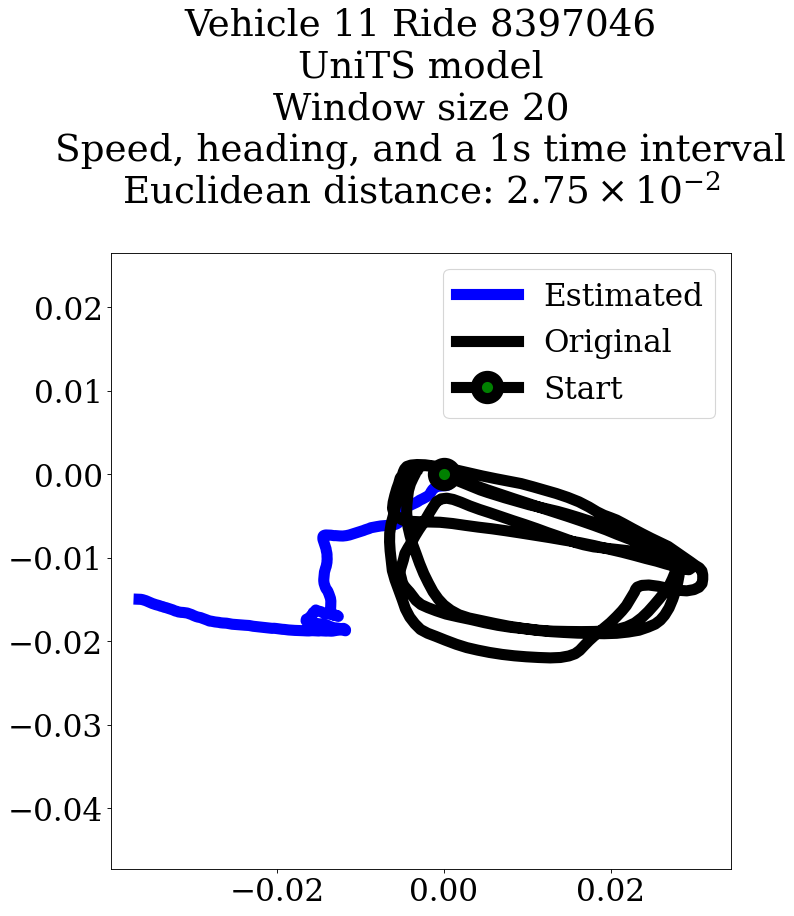 Vehicle 11 Ride 8397046
UniTS model
Window size 20
Speed, heading, and a 1s time interval
Euclidean distance: 2.75 × 10⁻²
Estimated
Original
Start
0.02
0.01
0.00
−0.01
−0.02
−0.03
−0.04
−0.02 0.00 0.02